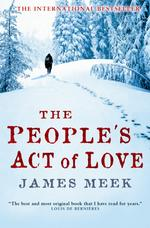 THE INTERNATIONAL BESTSELLER
THE
PEOPLE'S
ACT OF LOVE
JAMES MEEK
"The best and most original book that I have read for years."
LOUIS DE BERNIÈRES